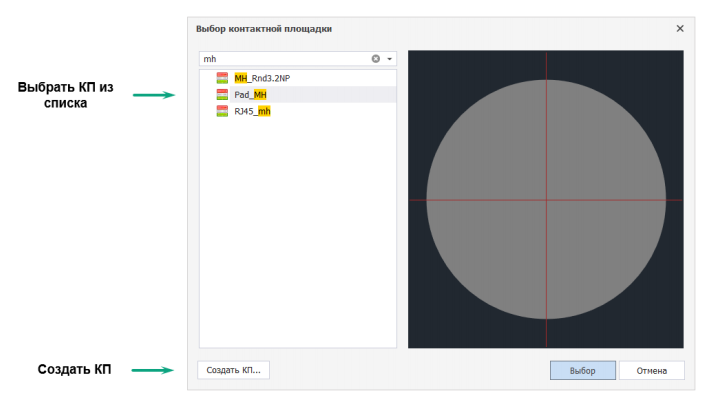 Выбор контактной площадки
mh
MH_Rnd3.2NP
Pad_MH
RJ45_mh
Выбрать КП из
списка
Создать КП
Создать КП...
Выбор
Отмена